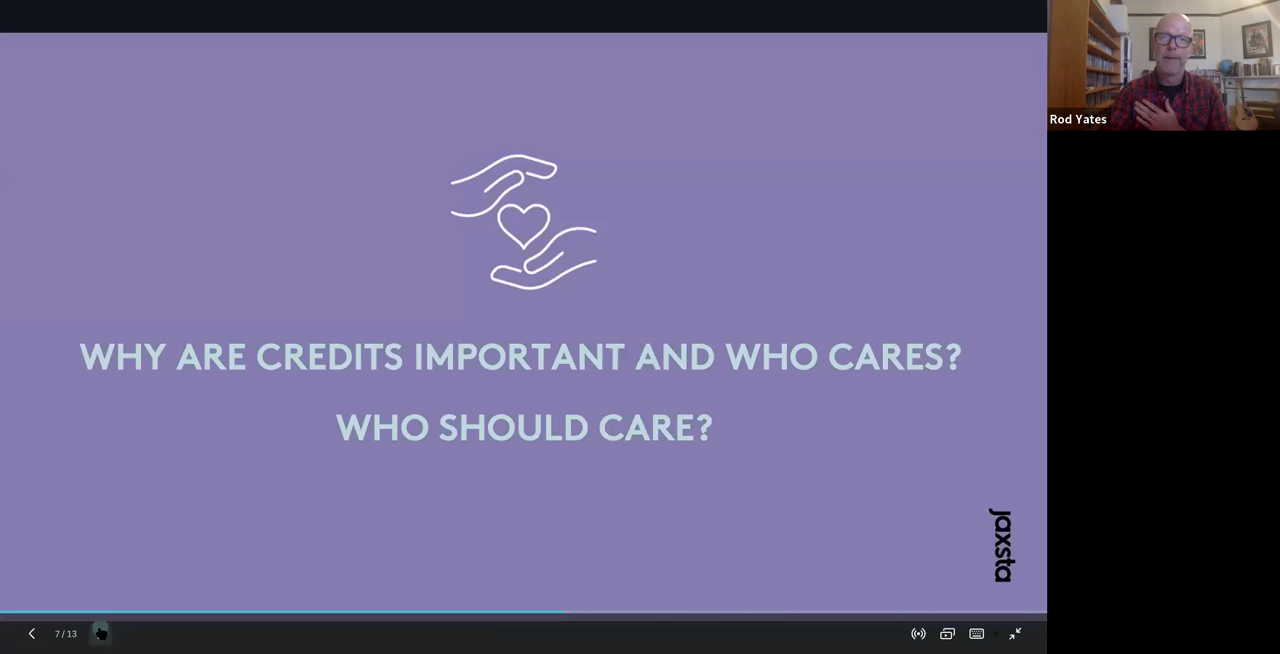 Rod Yates
WHY ARE CREDITS IMPORTANT AND WHO CARES?
WHO SHOULD CARE?
jaxsta
7 / 13